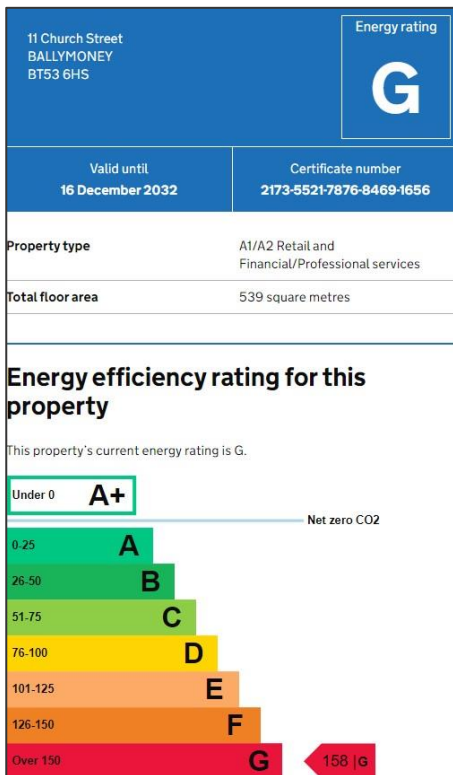 11 Church Street
BALLYMONEY
BT53 6HS
Energy rating
G
Valid until
16 December 2032
Certificate number
2173-5521-7876-8469-1656
Property type
A1/A2 Retail and
Financial/Professional services
Total floor area
539 square metres
Energy efficiency rating for this
property
This property's current energy rating is G.
Under 0 A+
Net zero CO2
0-25 A
26-50 B
51-75 C
76-100 D
101-125 E
126-150 F
Over 150 G 158 | G